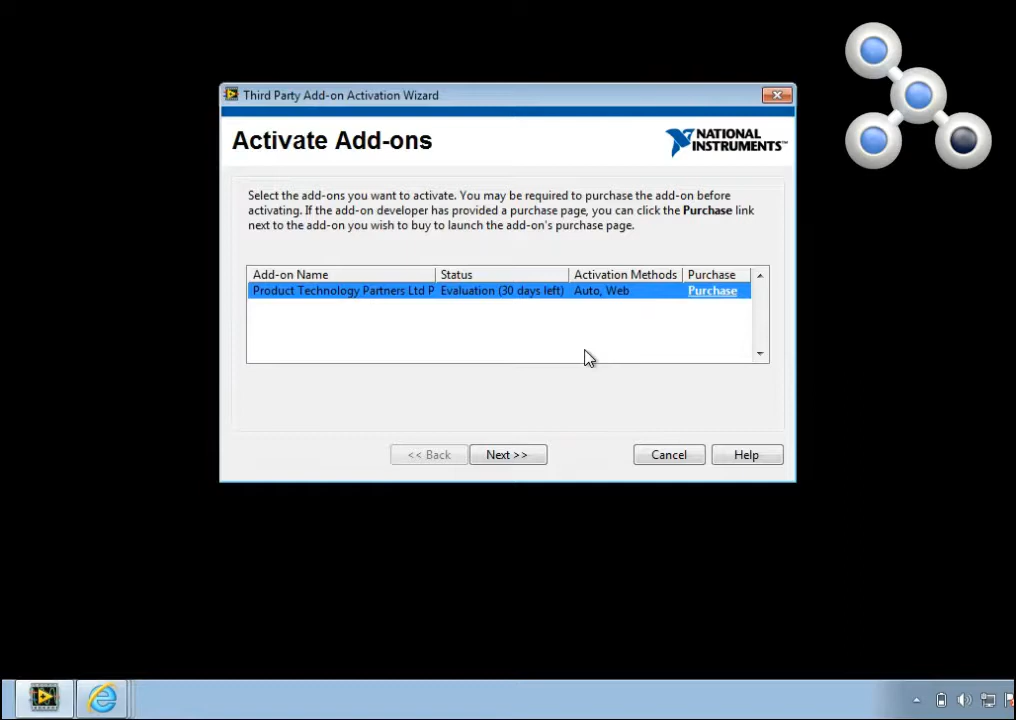 Third Party Add-on Activation Wizard
Activate Add-ons
NATIONAL
INSTRUMENTS™
Select the add-ons you want to activate. You may be required to purchase the add-on before
activating. If the add-on developer has provided a purchase page, you can click the Purchase link
next to the add-on you wish to buy to launch the add-on's purchase page.
Add-on Name Status Activation Methods Purchase
Product Technology Partners Ltd P Evaluation (30 days left) Auto, Web Purchase
<< Back Next >> Cancel Help